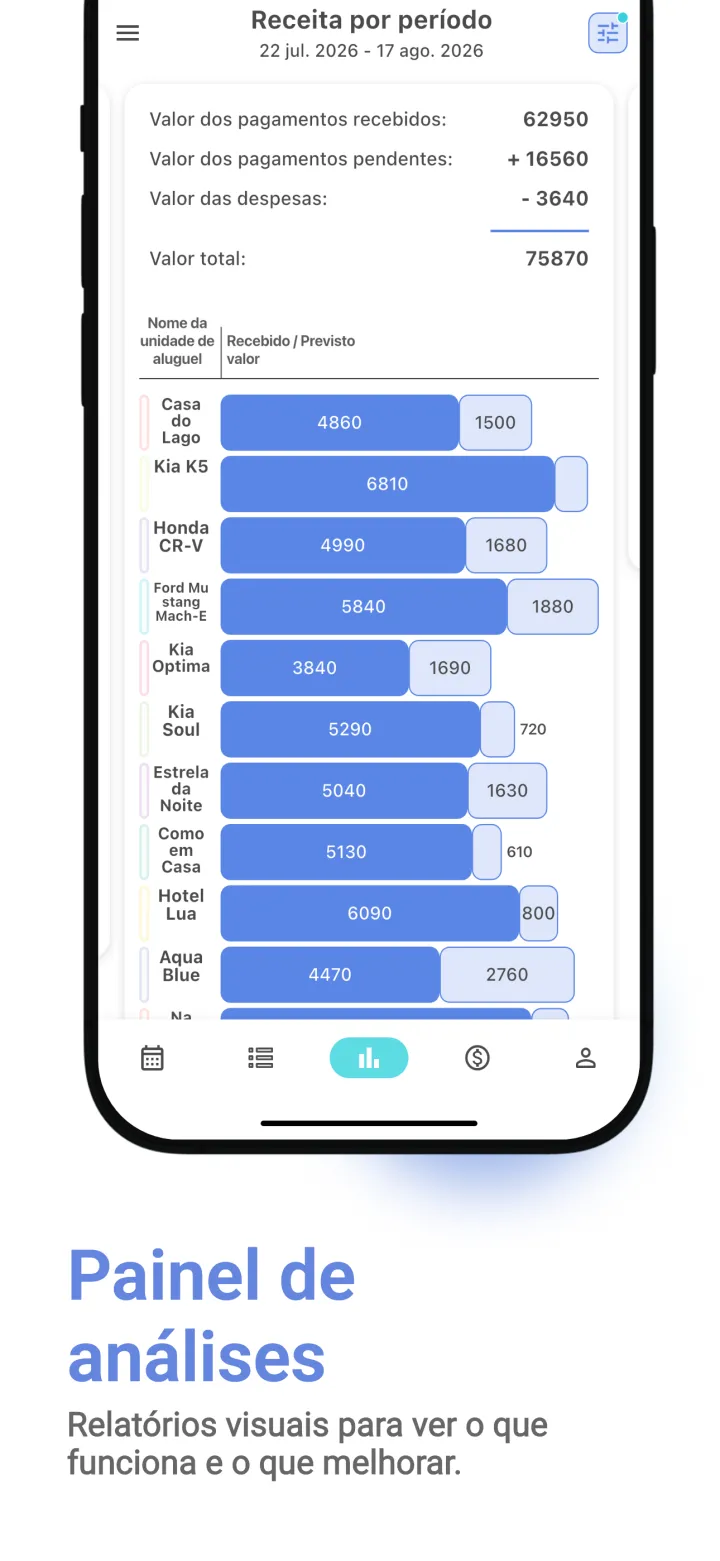 Receita por período
22 jul. 2026 - 17 ago. 2026
Valor dos pagamentos recebidos: 62950
Valor dos pagamentos pendentes: + 16560
Valor das despesas: - 3640
Valor total: 75870
Nome da
unidade de
aluguel
Recebido / Previsto
valor
Casa
do
Lago
4860 1500
Kia K5
6810
Honda
CR-V
4990 1680
Ford Mu
stang
Mach-E
5840 1880
Kia
Optima
3840 1690
Kia
Soul
5290 720
Estrela
da
Noite
5040 1630
Como
em
Casa
5130 610
Hotel
Lua
6090 800
Aqua
Blue
4470 2760
Na
Painel de
análises
Relatórios visuais para ver o que
funciona e o que melhorar.